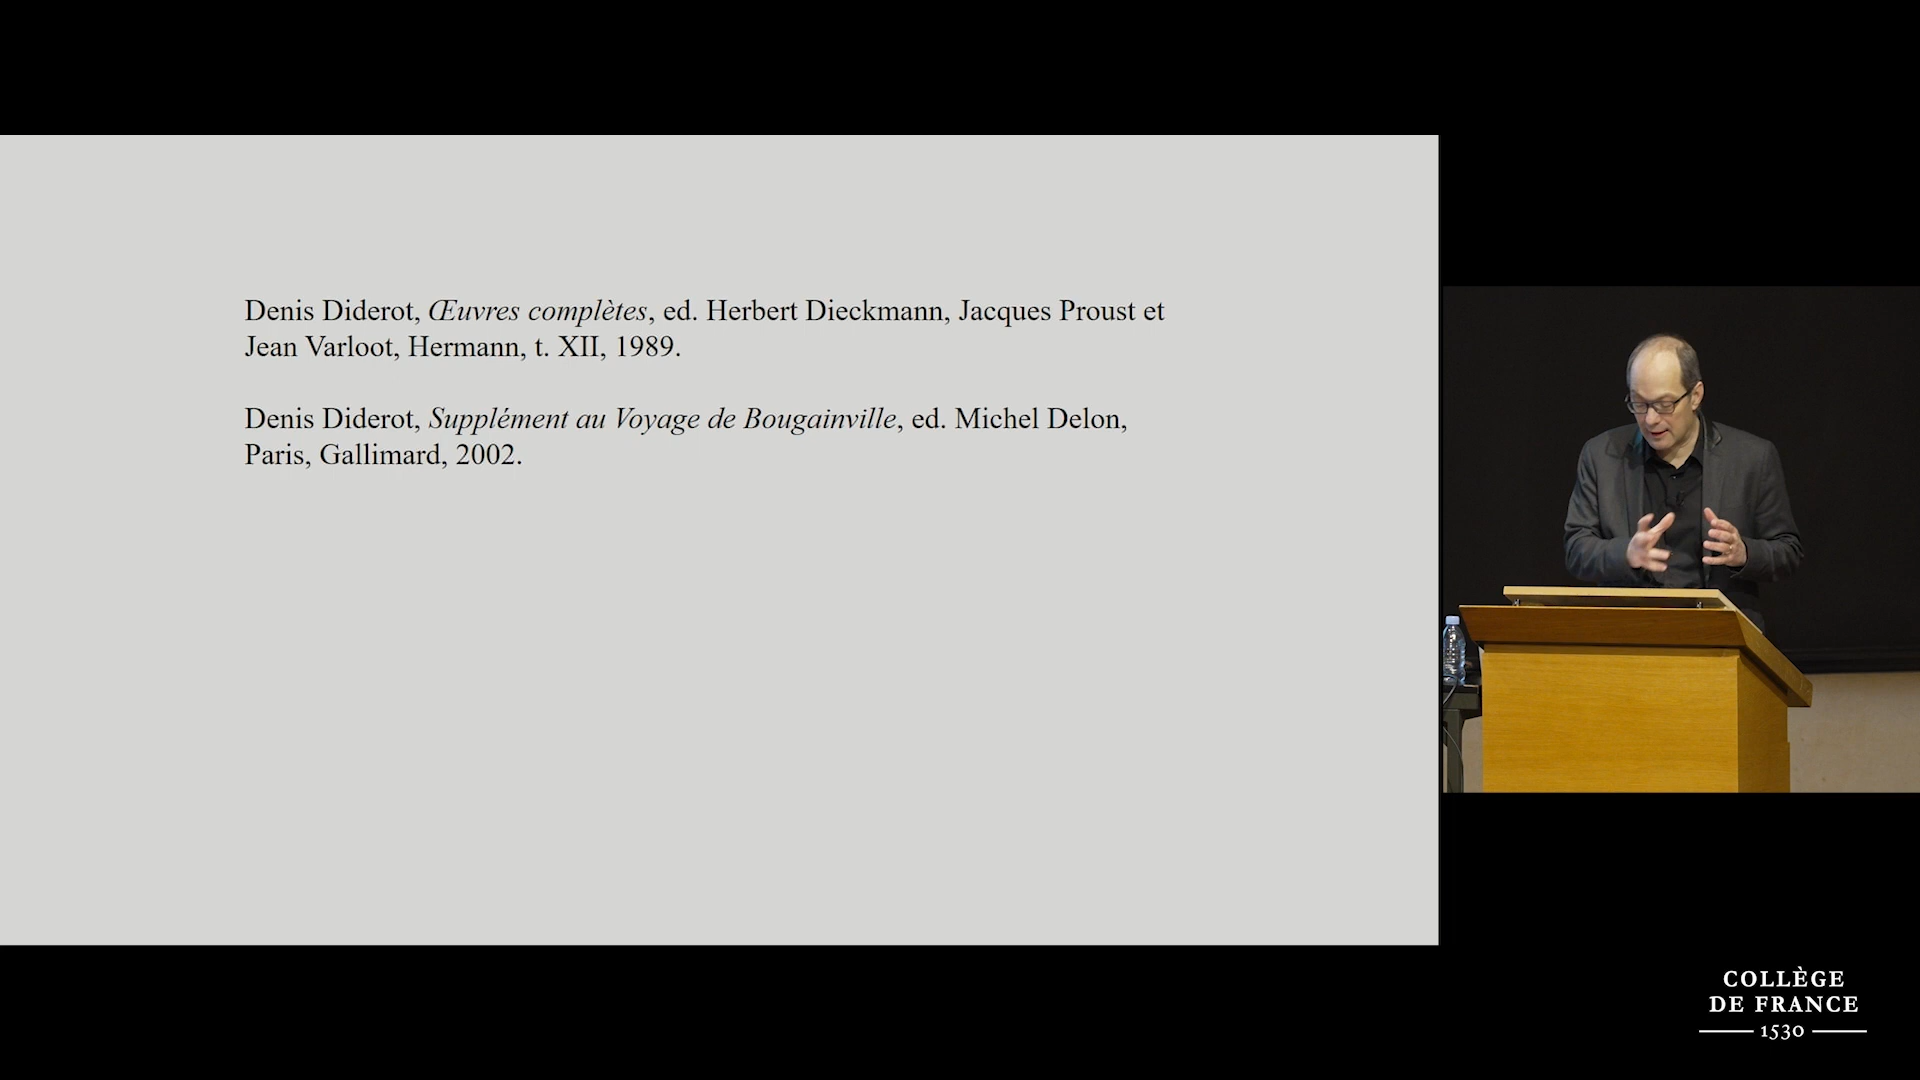 Denis Diderot, Œuvres complètes, ed. Herbert Dieckmann, Jacques Proust et
Jean Varloot, Hermann, t. XII, 1989.
Denis Diderot, Supplément au Voyage de Bougainville, ed. Michel Delon,
Paris, Gallimard, 2002.
COLLÈGE
DE FRANCE
1530